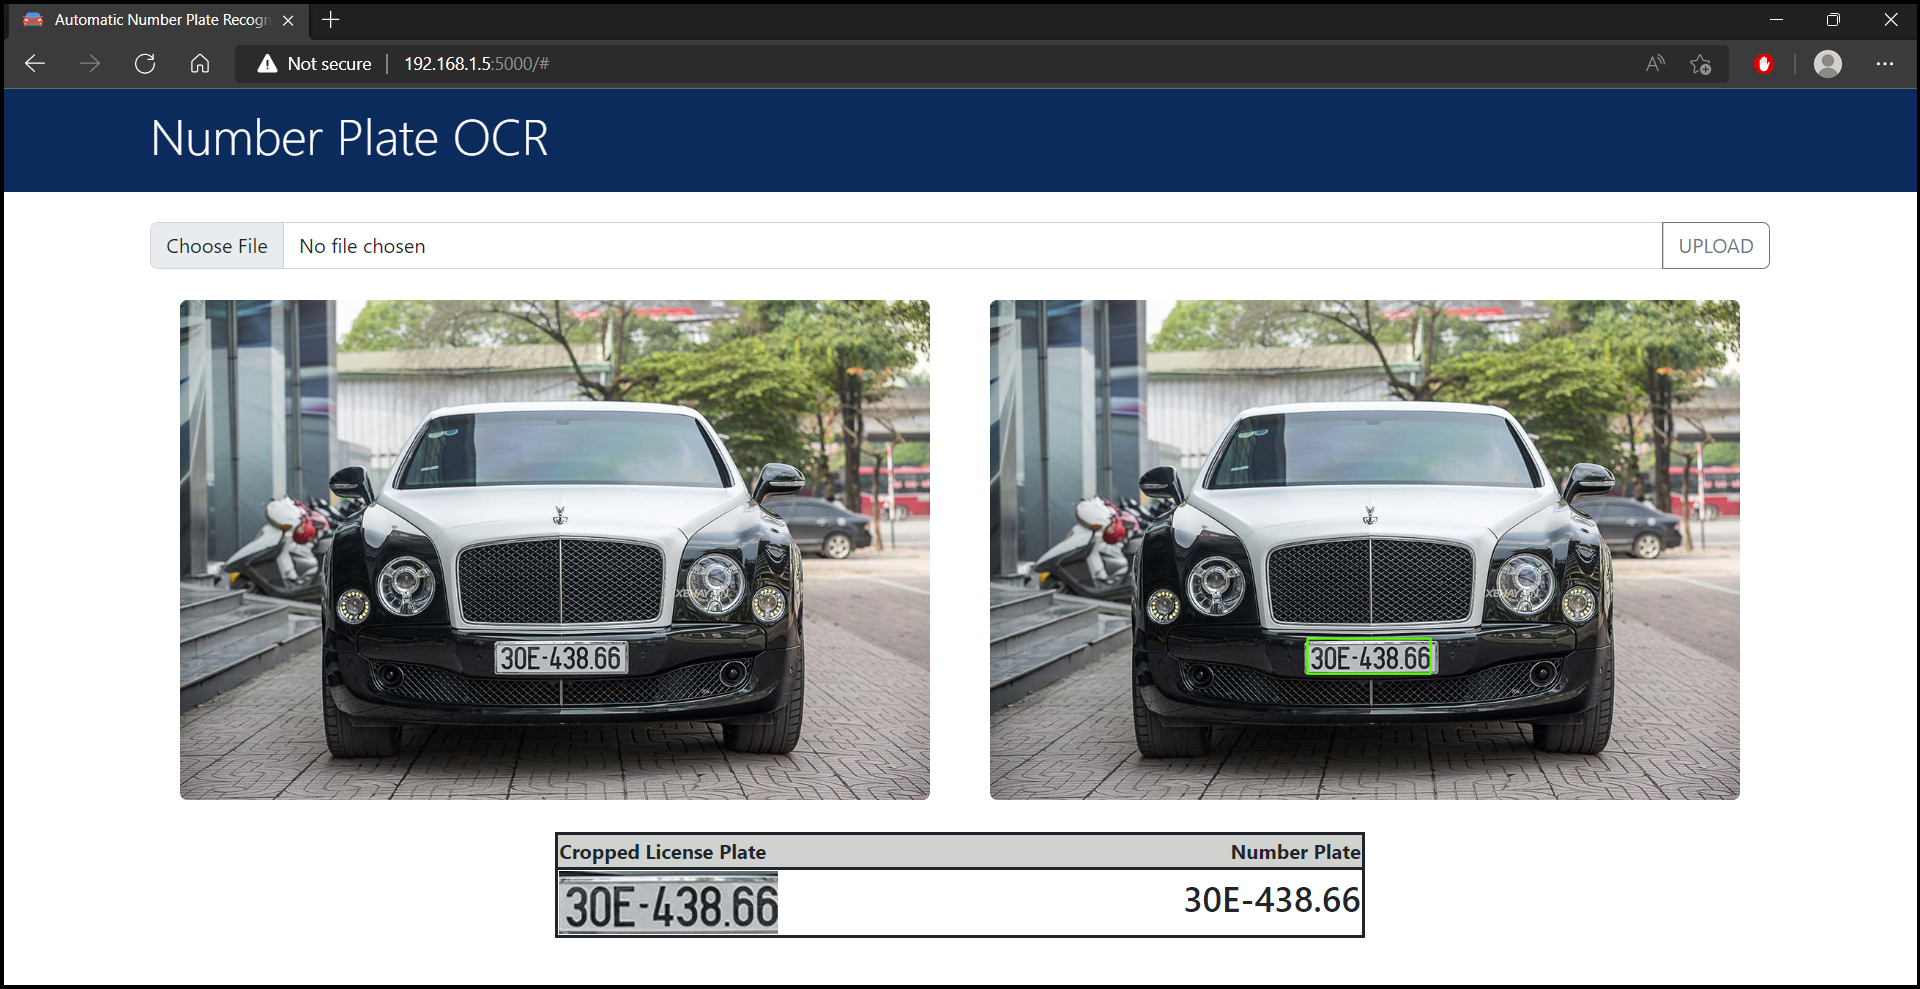 Automatic Number Plate Recogn
Not secure
192.168.1.5:5000/#
Number Plate OCR
Choose File
No file chosen
UPLOAD
30E-438.66
30E-438.66
Cropped License Plate
Number Plate
30E-438.66
30E-438.66